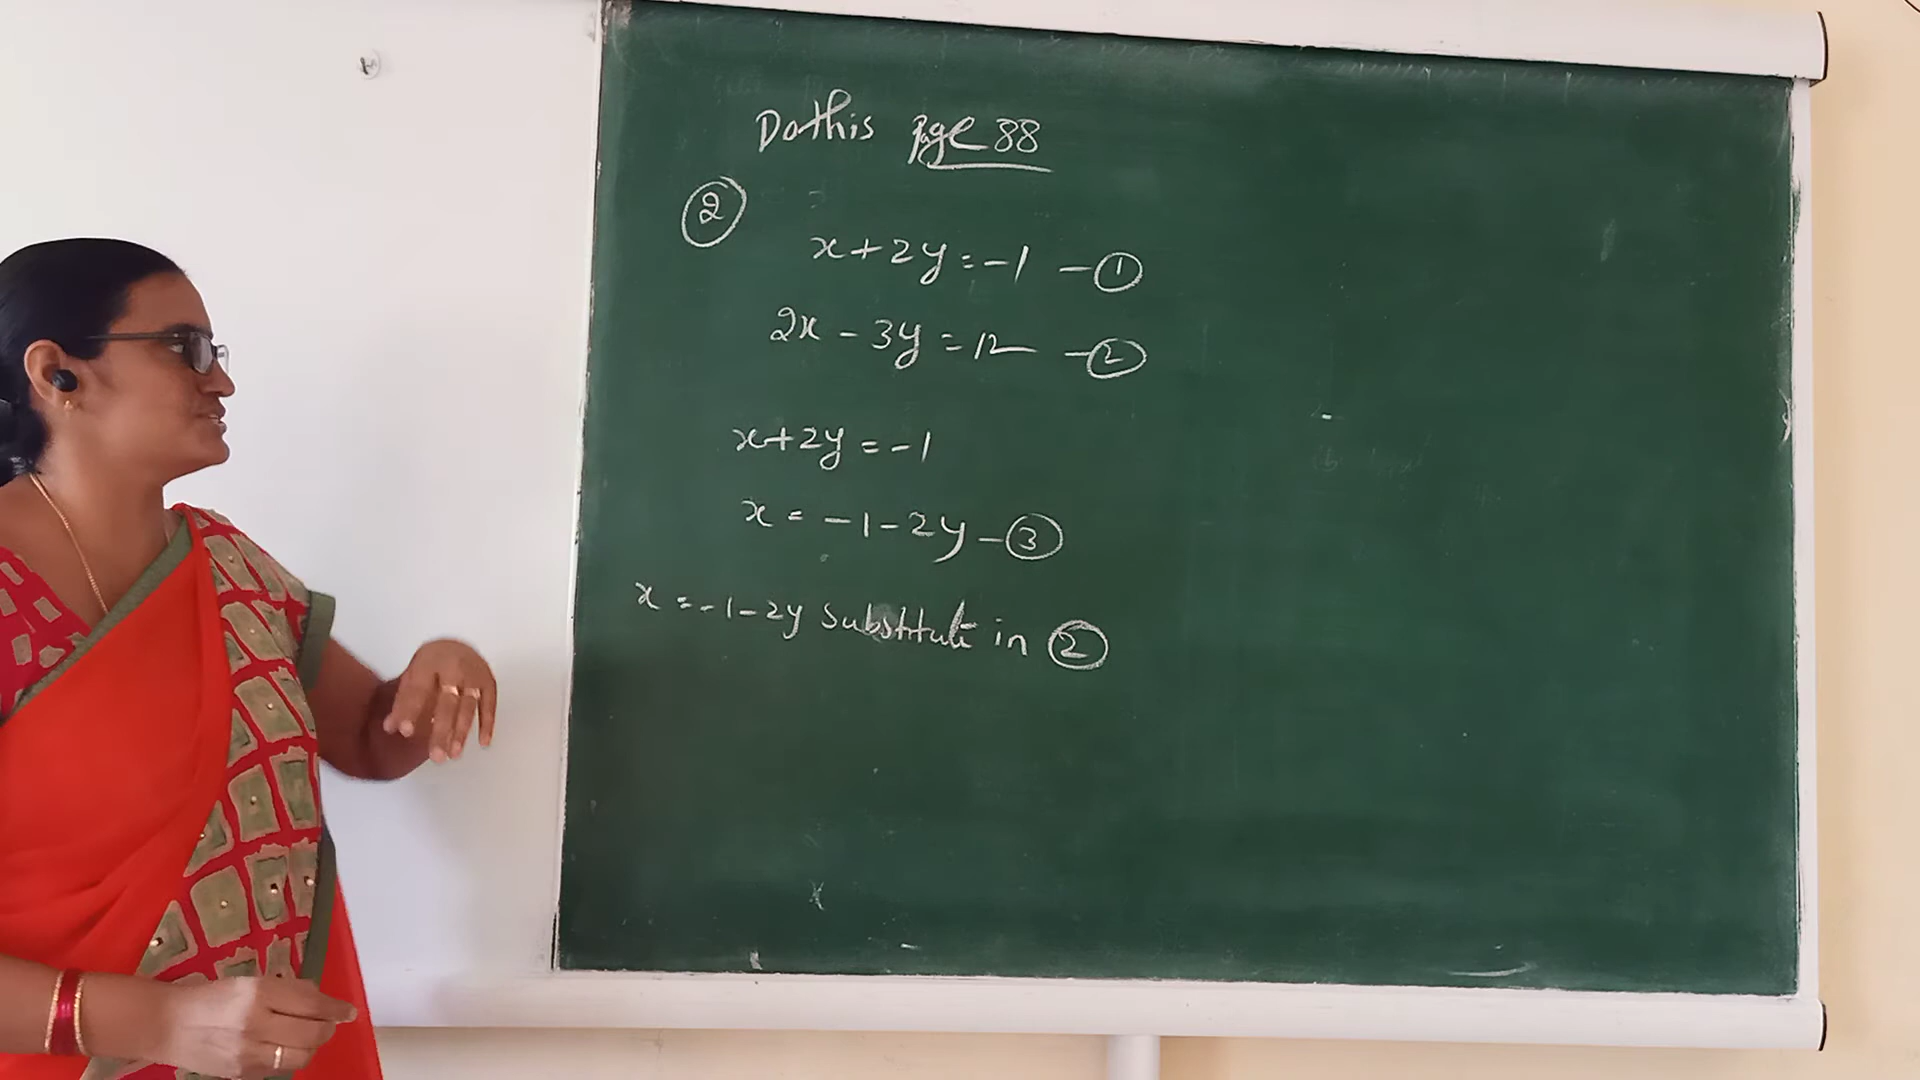 Do this Page 88
②
x+2y=-1 -①
2x-3y=12 -②
x+2y=-1
x=-1-2y-③
x=-1-2y Substitute in ②